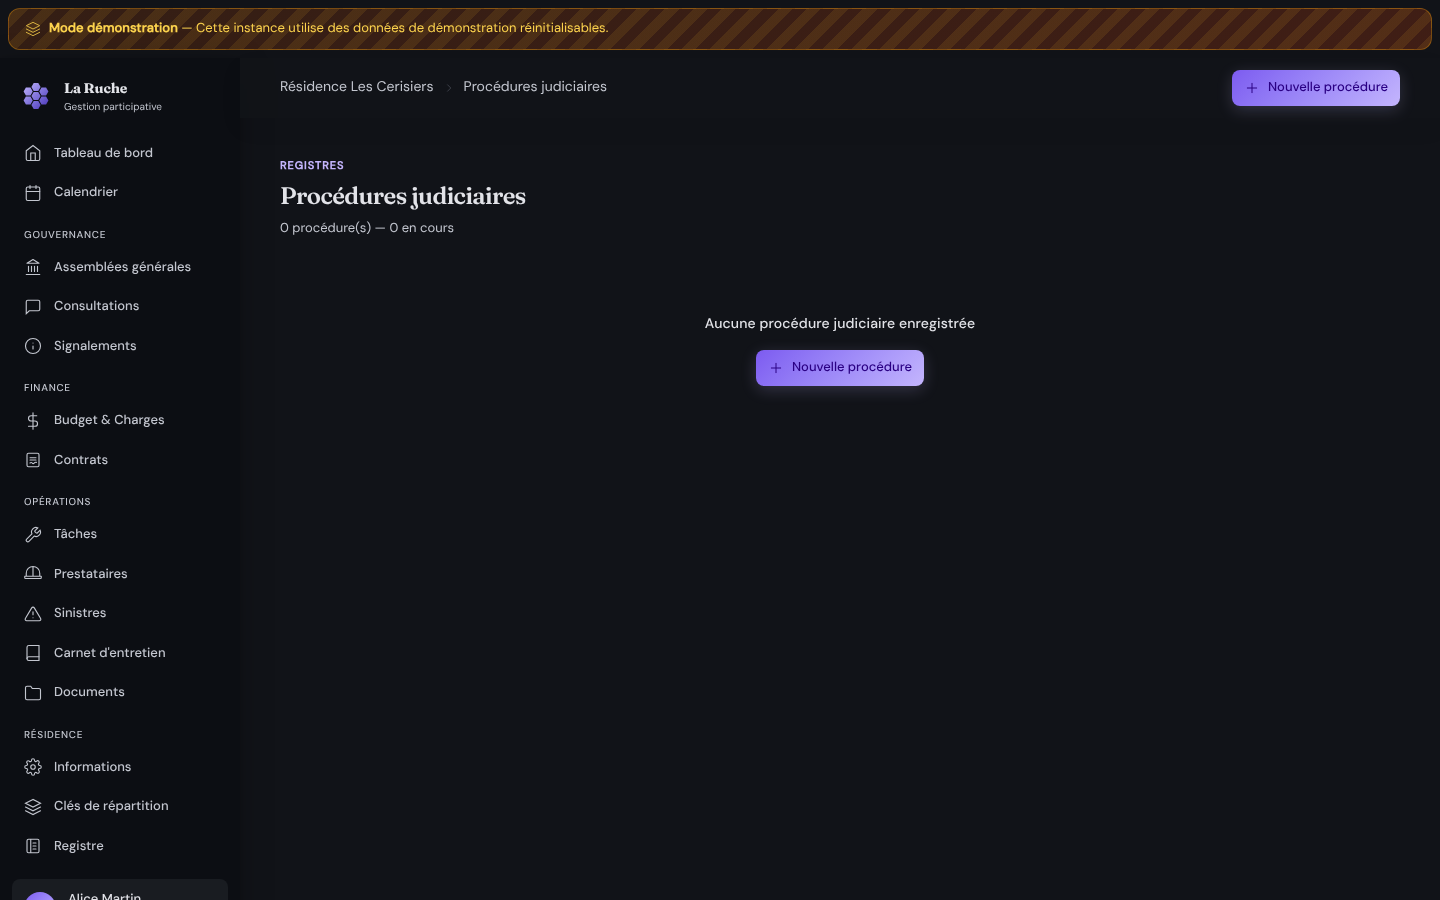 Mode démonstration — Cette instance utilise des données de démonstration réinitialisables.
La Ruche
Gestion participative
Tableau de bord
Calendrier
GOUVERNANCE
Assemblées générales
Consultations
Signalements
FINANCE
Budget & Charges
Contrats
OPÉRATIONS
Tâches
Prestataires
Sinistres
Carnet d'entretien
Documents
RÉSIDENCE
Informations
Clés de répartition
Registre
Alice Martin
Résidence Les Cerisiers > Procédures judiciaires
Nouvelle procédure
REGISTRES
Procédures judiciaires
0 procédure(s) — 0 en cours
Aucune procédure judiciaire enregistrée
Nouvelle procédure